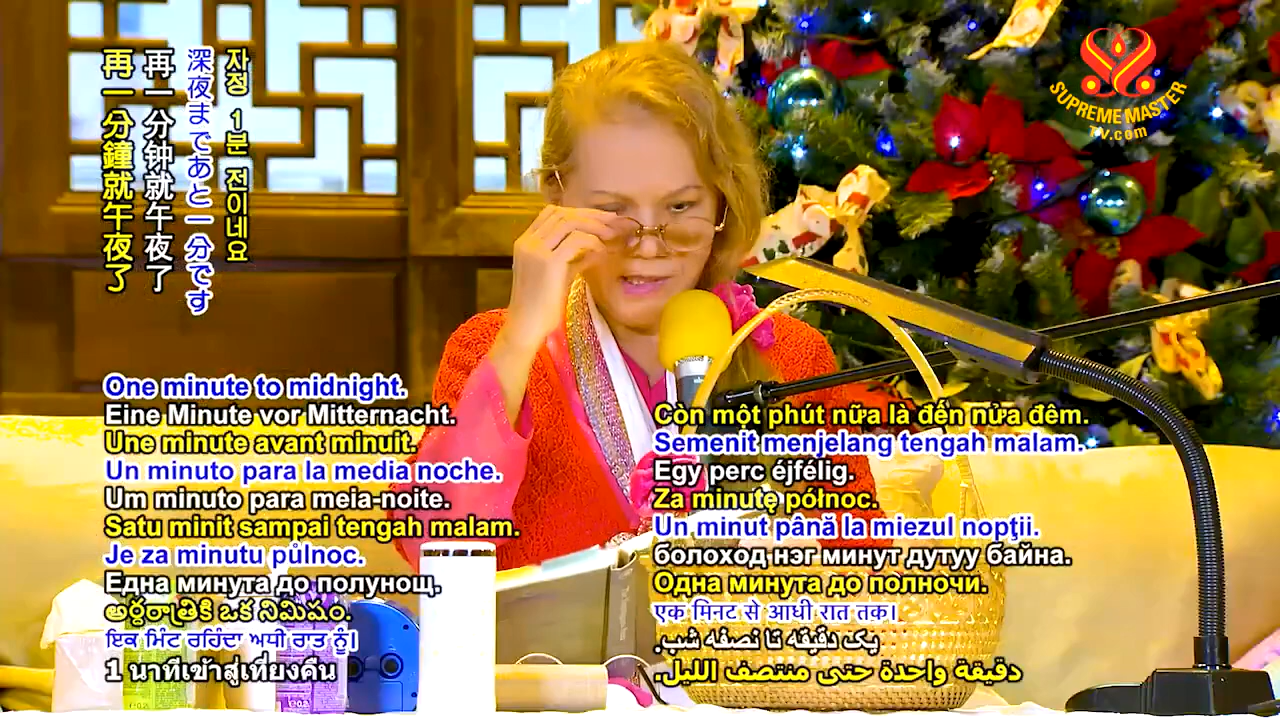 자정 1분 전이네요
深夜まであと一分です
再一分钟就午夜了
再一分鐘就午夜了
SUPREME MASTER
TV.com
One minute to midnight.
Eine Minute vor Mitternacht.
Une minute avant minuit.
Un minuto para la media noche.
Um minuto para meia-noite.
Satu minit sampai tengah malam.
Je za minutu půlnoc.
Една минута до полунощ.
అర్ధరాత్రికి ఒక నిమిషం.
ਇਕ ਮਿੰਟ ਰਹਿੰਦਾ ਅਧੀ ਰਾਤ ਨੂੰ।
1 นาทีเข้าสู่เที่ยงคืน
Còn một phút nữa là đến nửa đêm.
Semenit menjelang tengah malam.
Egy perc éjfélig.
Za minutę północ.
Un minut până la miezul nopţii.
болоход нэг минут дутуу байна.
Одна минута до полночи.
एक मिनट से आधी रात तक।
یک دقیقه تا نصفه شب.
دقيقة واحدة حتى منتصف الليل.